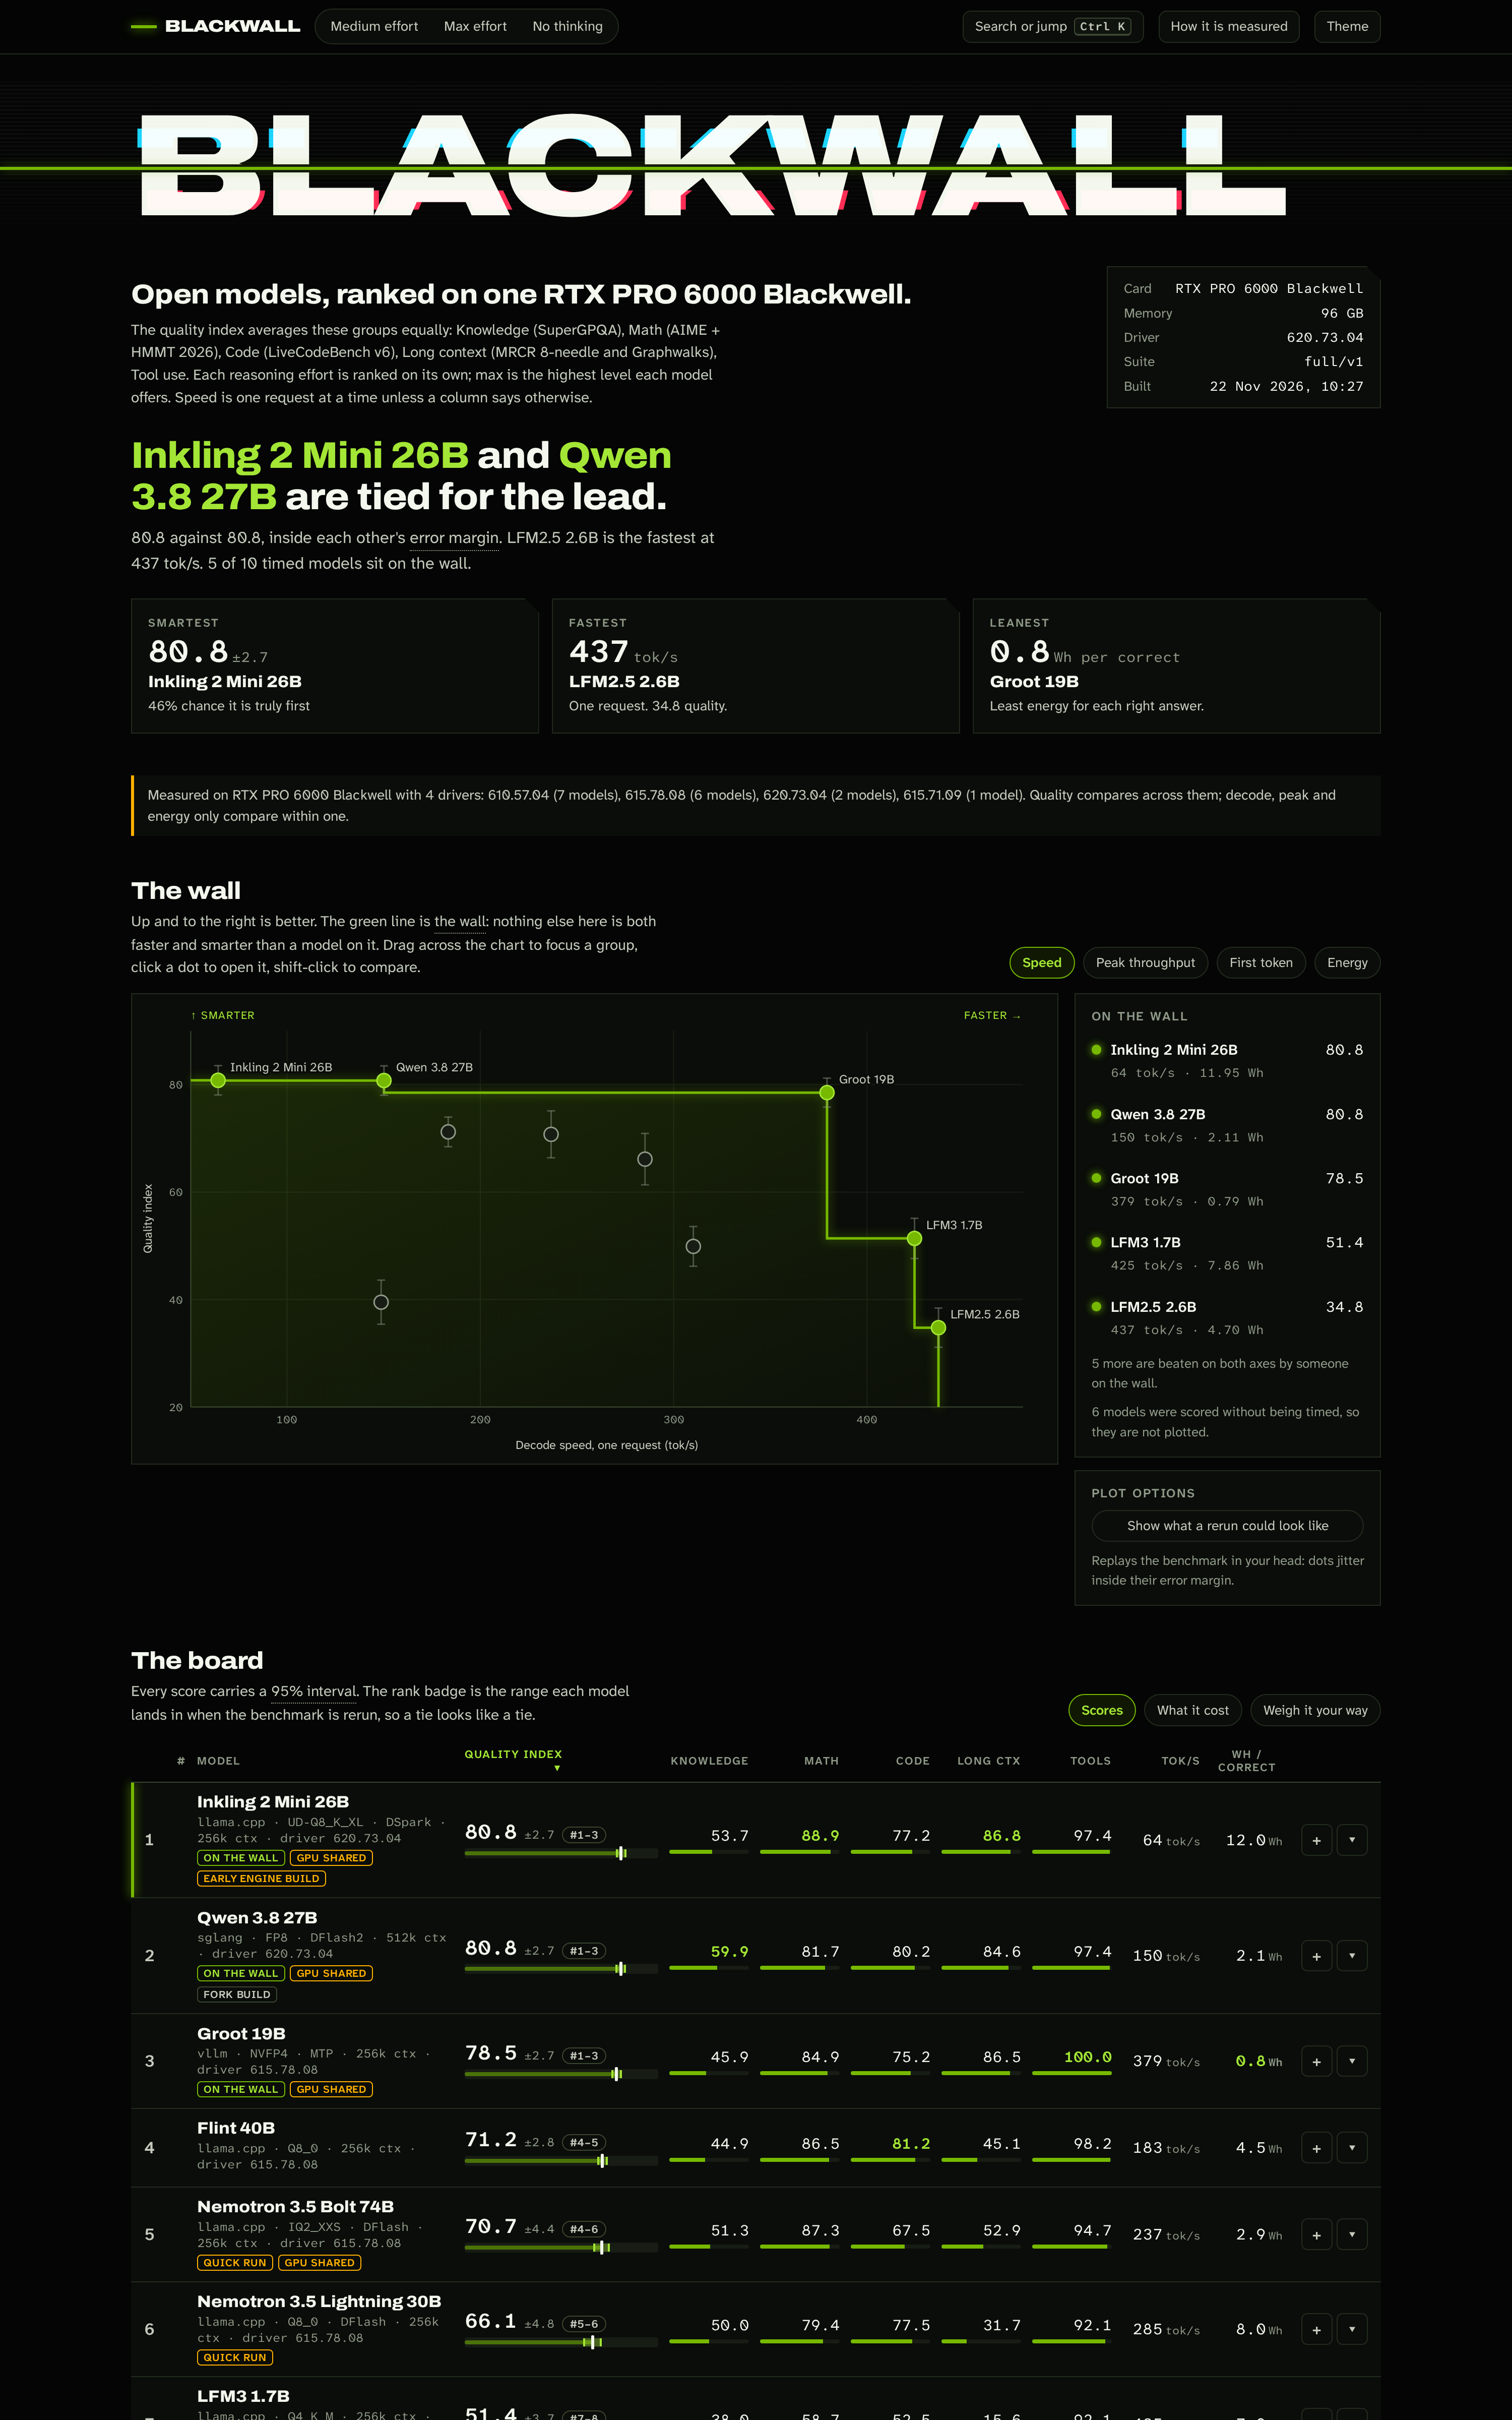 BLACKWALL
Medium effort Max effort No thinking
Search or jump Ctrl K
How it is measured
Theme
BLACKWALL
Open models, ranked on one RTX PRO 6000 Blackwell.
The quality index averages these groups equally: Knowledge (SuperGPQA), Math (AIME +
HMMT 2026), Code (LiveCodeBench v6), Long context (MRCR 8-needle and Graphwalks),
Tool use. Each reasoning effort is ranked on its own; max is the highest level each model
offers. Speed is one request at a time unless a column says otherwise.
Card RTX PRO 6000 Blackwell
Memory 96 GB
Driver 620.73.04
Suite full/v1
Built 22 Nov 2026, 10:27
Inkling 2 Mini 26B and Qwen
3.8 27B are tied for the lead.
80.8 against 80.8, inside each other's error margin. LFM2.5 2.6B is the fastest at
437 tok/s. 5 of 10 timed models sit on the wall.
SMARTEST
80.8 ±2.7
Inkling 2 Mini 26B
46% chance it is truly first
FASTEST
437 tok/s
LFM2.5 2.6B
One request. 34.8 quality.
LEANEST
0.8 Wh per correct
Groot 19B
Least energy for each right answer.
Measured on RTX PRO 6000 Blackwell with 4 drivers: 610.57.04 (7 models), 615.78.08 (6 models), 620.73.04 (2 models), 615.71.09 (1 model). Quality compares across them; decode, peak and
energy only compare within one.
The wall
Up and to the right is better. The green line is the wall: nothing else here is both
faster and smarter than a model on it. Drag across the chart to focus a group,
click a dot to open it, shift-click to compare.
Speed Peak throughput First token Energy
↑ SMARTER FASTER →
Inkling 2 Mini 26B
Qwen 3.8 27B
Groot 19B
LFM3 1.7B
LFM2.5 2.6B
Quality index
80
60
40
20
100 200 300 400
Decode speed, one request (tok/s)
ON THE WALL
Inkling 2 Mini 26B 80.8
64 tok/s · 11.95 Wh
Qwen 3.8 27B 80.8
150 tok/s · 2.11 Wh
Groot 19B 78.5
379 tok/s · 0.79 Wh
LFM3 1.7B 51.4
425 tok/s · 7.86 Wh
LFM2.5 2.6B 34.8
437 tok/s · 4.70 Wh
5 more are beaten on both axes by someone
on the wall.
6 models were scored without being timed, so
they are not plotted.
PLOT OPTIONS
Show what a rerun could look like
Replays the benchmark in your head: dots jitter
inside their error margin.
The board
Every score carries a 95% interval. The rank badge is the range each model
lands in when the benchmark is rerun, so a tie looks like a tie.
Scores What it cost Weigh it your way
# MODEL QUALITY INDEX ▼ KNOWLEDGE MATH CODE LONG CTX TOOLS TOK/S WH / CORRECT
Inkling 2 Mini 26B
llama.cpp · UD-Q8_K_XL · DSpark ·
256k ctx · driver 620.73.04
ON THE WALL GPU SHARED
EARLY ENGINE BUILD
1 80.8 ±2.7 #1–3 53.7 88.9 77.2 86.8 97.4 64 tok/s 12.0 Wh + ▼
Qwen 3.8 27B
sglang · FP8 · DFlash2 · 512k ctx
· driver 620.73.04
ON THE WALL GPU SHARED
FORK BUILD
2 80.8 ±2.7 #1–3 59.9 81.7 80.2 84.6 97.4 150 tok/s 2.1 Wh + ▼
Groot 19B
vllm · NVFP4 · MTP · 256k ctx ·
driver 615.78.08
ON THE WALL GPU SHARED
3 78.5 ±2.7 #1–3 45.9 84.9 75.2 86.5 100.0 379 tok/s 0.8 Wh + ▼
Flint 40B
llama.cpp · Q8_0 · 256k ctx ·
driver 615.78.08
4 71.2 ±2.8 #4–5 44.9 86.5 81.2 45.1 98.2 183 tok/s 4.5 Wh + ▼
Nemotron 3.5 Bolt 74B
llama.cpp · IQ2_XXS · DFlash ·
256k ctx · driver 615.78.08
QUICK RUN GPU SHARED
5 70.7 ±4.4 #4–6 51.3 87.3 67.5 52.9 94.7 237 tok/s 2.9 Wh + ▼
Nemotron 3.5 Lightning 30B
llama.cpp · Q8_0 · DFlash · 256k
ctx · driver 615.78.08
QUICK RUN
6 66.1 ±4.8 #5–6 50.0 79.4 77.5 31.7 92.1 285 tok/s 8.0 Wh + ▼
LFM3 1.7B
llama.cpp · Q4_K_M · 256k ctx ·
51.4